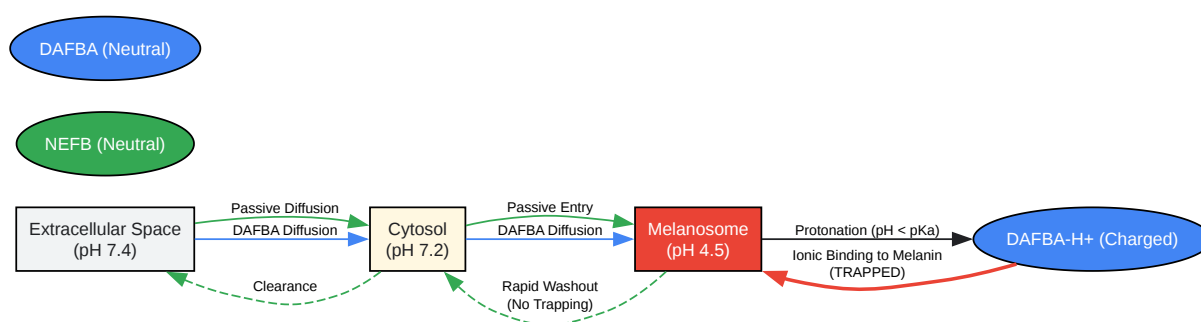 DAFBA (Neutral)
NEFB (Neutral)
Extracellular Space
(pH 7.4)
Passive Diffusion
DAFBA Diffusion
Clearance
Cytosol
(pH 7.2)
Passive Entry
DAFBA Diffusion
Rapid Washout
(No Trapping)
Melanosome
(pH 4.5)
Protonation (pH < pKa)
Ionic Binding to Melanin
(TRAPPED)
DAFBA-H+ (Charged)